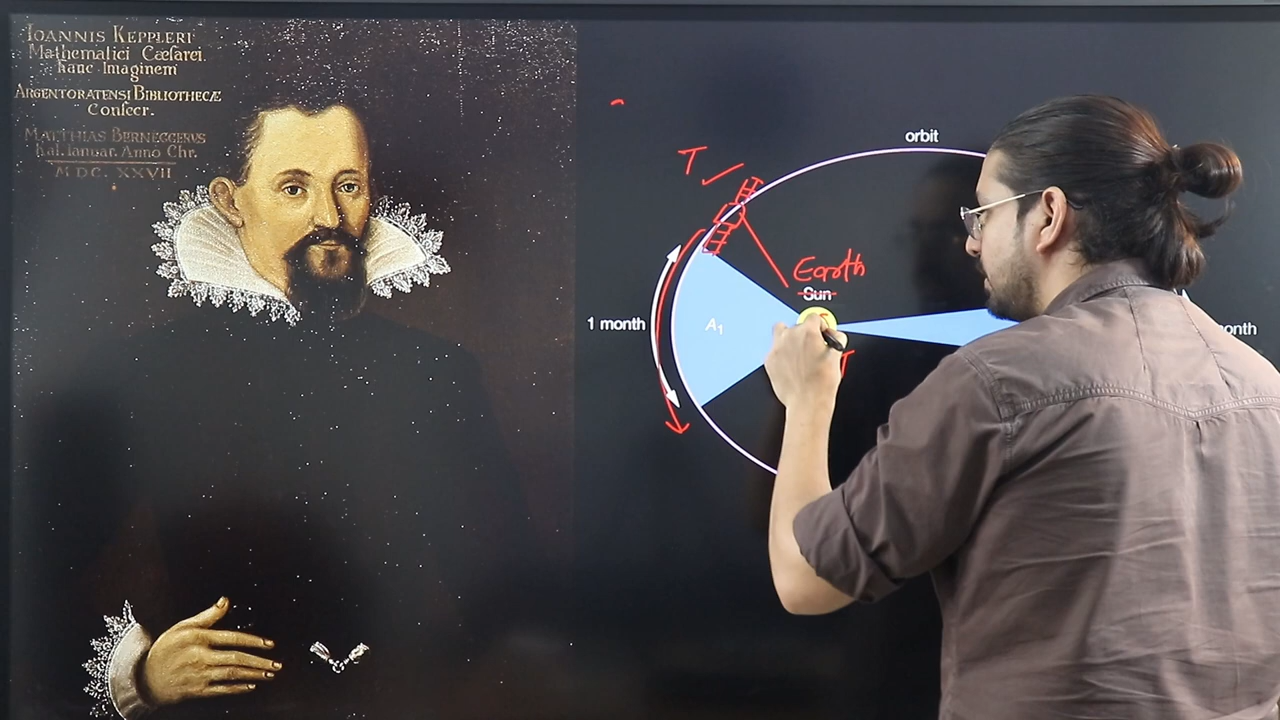 IOANNIS KEPPLERI
Mathematici Cæsarei.
hanc Imaginem
ARGENTORATENSI BIBLIOTHECÆ
Consecr.
MATTHIAS BERNEGGERUS
Kal. Ianuar. Anno Chr.
M DC. XXVII
orbit
T
Earth
Sun
1 month
A1
onth